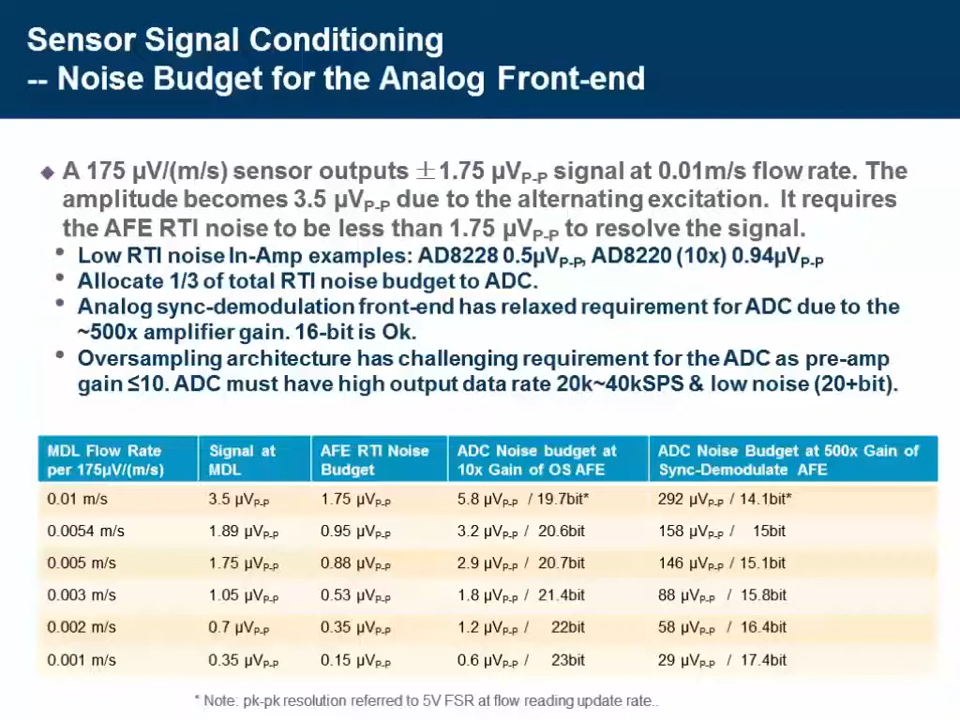 Sensor Signal Conditioning
-- Noise Budget for the Analog Front-end
◆ A 175 µV/(m/s) sensor outputs ±1.75 µVP-P signal at 0.01m/s flow rate. The
amplitude becomes 3.5 µVP-P due to the alternating excitation. It requires
the AFE RTI noise to be less than 1.75 µVP-P to resolve the signal.
• Low RTI noise In-Amp examples: AD8228 0.5µVP-P, AD8220 (10x) 0.94µVP-P
• Allocate 1/3 of total RTI noise budget to ADC.
• Analog sync-demodulation front-end has relaxed requirement for ADC due to the
~500x amplifier gain. 16-bit is Ok.
• Oversampling architecture has challenging requirement for the ADC as pre-amp
gain ≤10. ADC must have high output data rate 20k~40kSPS & low noise (20+bit).
MDL Flow Rate Signal at AFE RTI Noise ADC Noise budget at ADC Noise Budget at 500x Gain of
per 175µV/(m/s) MDL Budget 10x Gain of OS AFE Sync-Demodulate AFE
0.01 m/s 3.5 µVP-P 1.75 µVP-P 5.8 µVP-P / 19.7bit* 292 µVP-P / 14.1bit*
0.0054 m/s 1.89 µVP-P 0.95 µVP-P 3.2 µVP-P / 20.6bit 158 µVP-P / 15bit
0.005 m/s 1.75 µVP-P 0.88 µVP-P 2.9 µVP-P / 20.7bit 146 µVP-P / 15.1bit
0.003 m/s 1.05 µVP-P 0.53 µVP-P 1.8 µVP-P / 21.4bit 88 µVP-P / 15.8bit
0.002 m/s 0.7 µVP-P 0.35 µVP-P 1.2 µVP-P / 22bit 58 µVP-P / 16.4bit
0.001 m/s 0.35 µVP-P 0.15 µVP-P 0.6 µVP-P / 23bit 29 µVP-P / 17.4bit
* Note: pk-pk resolution referred to 5V FSR at flow reading update rate..